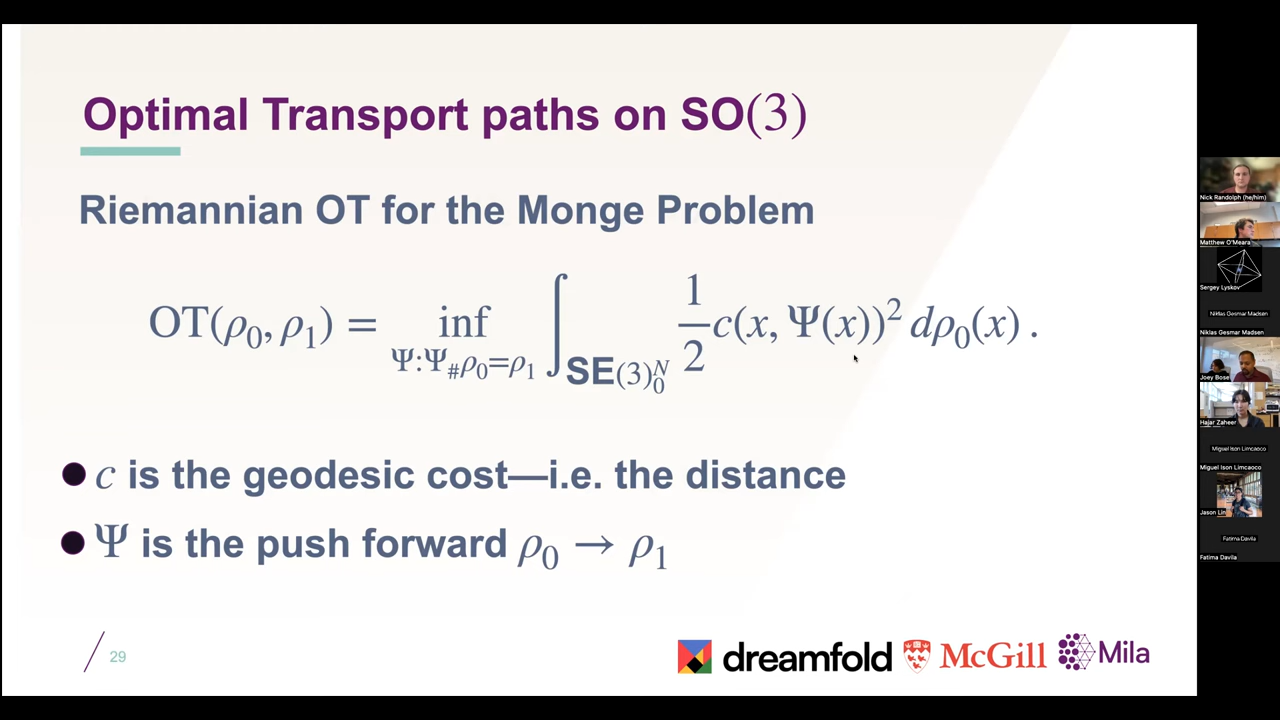 Optimal Transport paths on SO(3)
Riemannian OT for the Monge Problem
OT(ρ₀, ρ₁) = inf_{Ψ:Ψ_#ρ₀=ρ₁} ∫_{SE(3)₀ᴺ} 1/2 c(x, Ψ(x))² dρ₀(x) .
● c is the geodesic cost—i.e. the distance
● Ψ is the push forward ρ₀ → ρ₁
29
dreamfold
McGill
Mila
Nick Randolph (he/him)
Matthew O'Meara
Sergey Lyskov
Niklas Gesmar Madsen
Niklas Gesmar Madsen
Joey Bose
Hajar Zaheer
Miguel Ison Limcaoco
Miguel Ison Limcaoco
Jason Lin
Fatima Davila
Fatima Davila